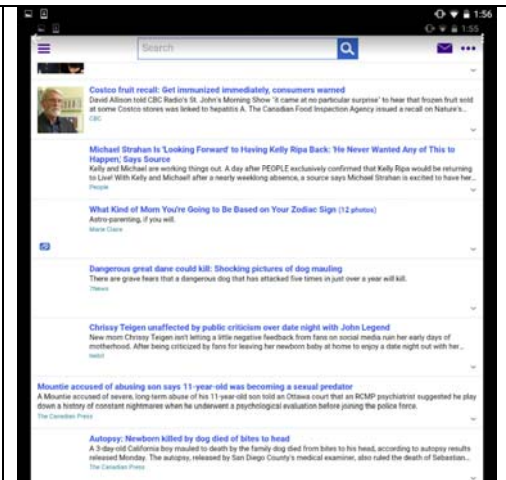 1:56
1:55
Search
Costco fruit recall: Get immunized immediately, consumers warned
David Allison told CBC Radio's St. John's Morning Show "it came at no particular surprise" to hear that frozen fruit sold
at some Costco stores was linked to hepatitis A. The Canadian Food Inspection Agency issued a recall on Nature's...
CBC
Michael Strahan Is 'Looking Forward' to Having Kelly Ripa Back: 'He Never Wanted Any of This to
Happen,' Says Source
Kelly and Michael are working things out. A day after PEOPLE exclusively confirmed that Kelly Ripa would be returning
to Live! With Kelly and Michael! after a nearly weeklong absence, a source says Michael Strahan is excited to have her...
People
What Kind of Mom You're Going to Be Based on Your Zodiac Sign (12 photos)
Astro-parenting, if you will.
Marie Claire
Dangerous great dane could kill: Shocking pictures of dog mauling
There are grave fears that a dangerous dog that has attacked five times in just over a year will kill.
7News
Chrissy Teigen unaffected by public criticism over date night with John Legend
New mom Chrissy Teigen isn't letting a little negative feedback from fans on social media ruin her early days of
motherhood. After being criticized by fans for leaving her newborn baby at home to enjoy a date night out with her...
Mountie accused of abusing son says 11-year-old was becoming a sexual predator
A Mountie accused of severe, long-term abuse of his 11-year-old son told an Ottawa court that an RCMP psychiatrist suggested he play
down a history of constant nightmares when he underwent a psychological evaluation before joining the police force.
The Canadian Press
Autopsy: Newborn killed by dog died of bites to head
A 3-day-old California boy mauled to death by the family dog died from bites to his head, according to autopsy results
released Monday. The autopsy, released by San Diego County's medical examiner, also ruled the death of Sebastian...
The Canadian Press